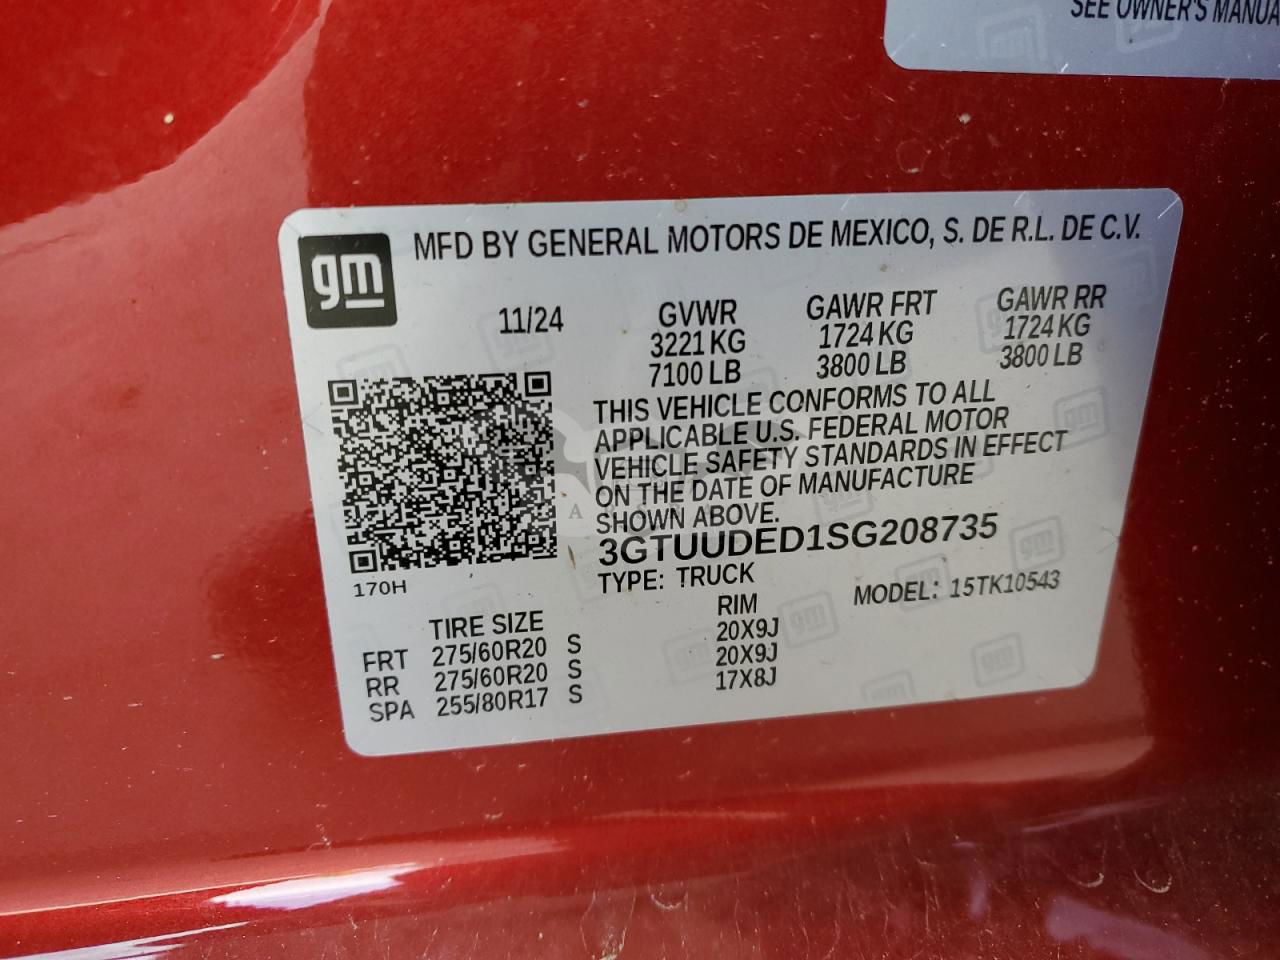 SEE OWNER'S MANUA
gm
MFD BY GENERAL MOTORS DE MEXICO, S. DE R.L. DE C.V.
11/24
GVWR GAWR FRT GAWR RR
3221 KG 1724 KG 1724 KG
7100 LB 3800 LB 3800 LB
THIS VEHICLE CONFORMS TO ALL
APPLICABLE U.S. FEDERAL MOTOR
VEHICLE SAFETY STANDARDS IN EFFECT
ON THE DATE OF MANUFACTURE
SHOWN ABOVE.
3GTUUDED1SG208735
TYPE: TRUCK
MODEL: 15TK10543
170H
TIRE SIZE RIM
FRT 275/60R20 S 20X9J
RR 275/60R20 S 20X9J
SPA 255/80R17 S 17X8J